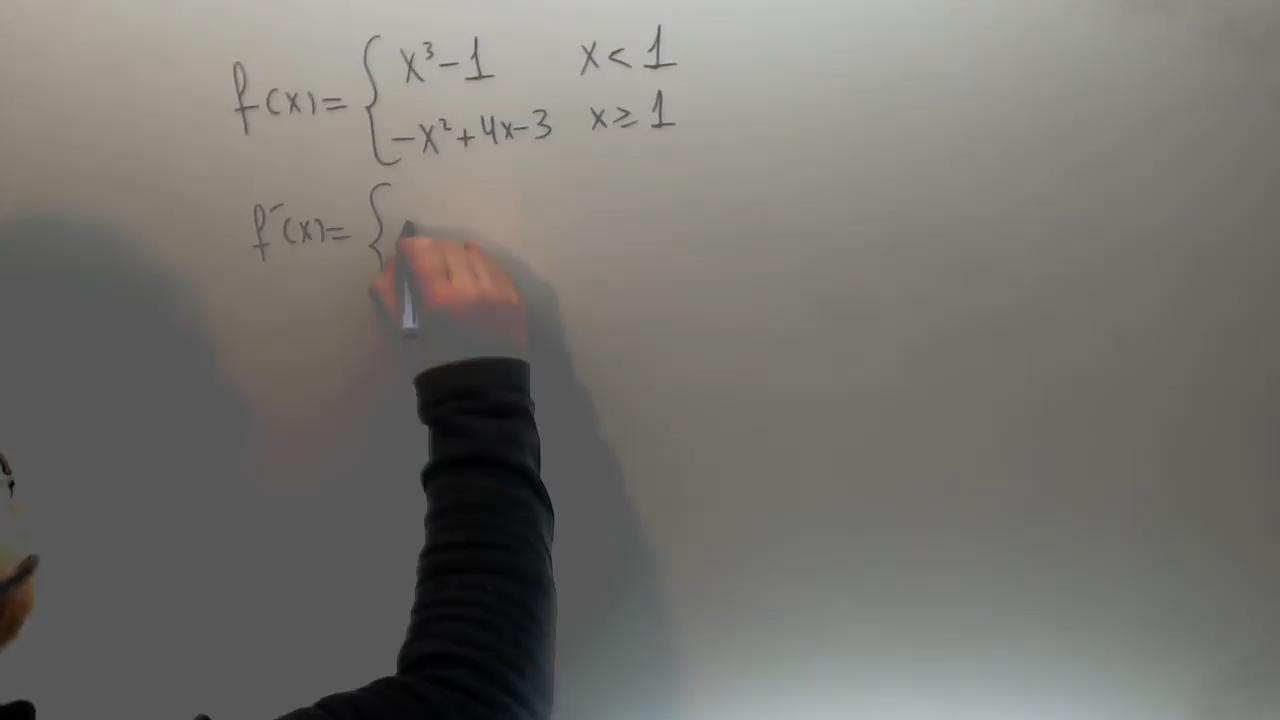 f(x)= { x³-1 x<1
-x²+4x-3 x≥1
f´(x)= {